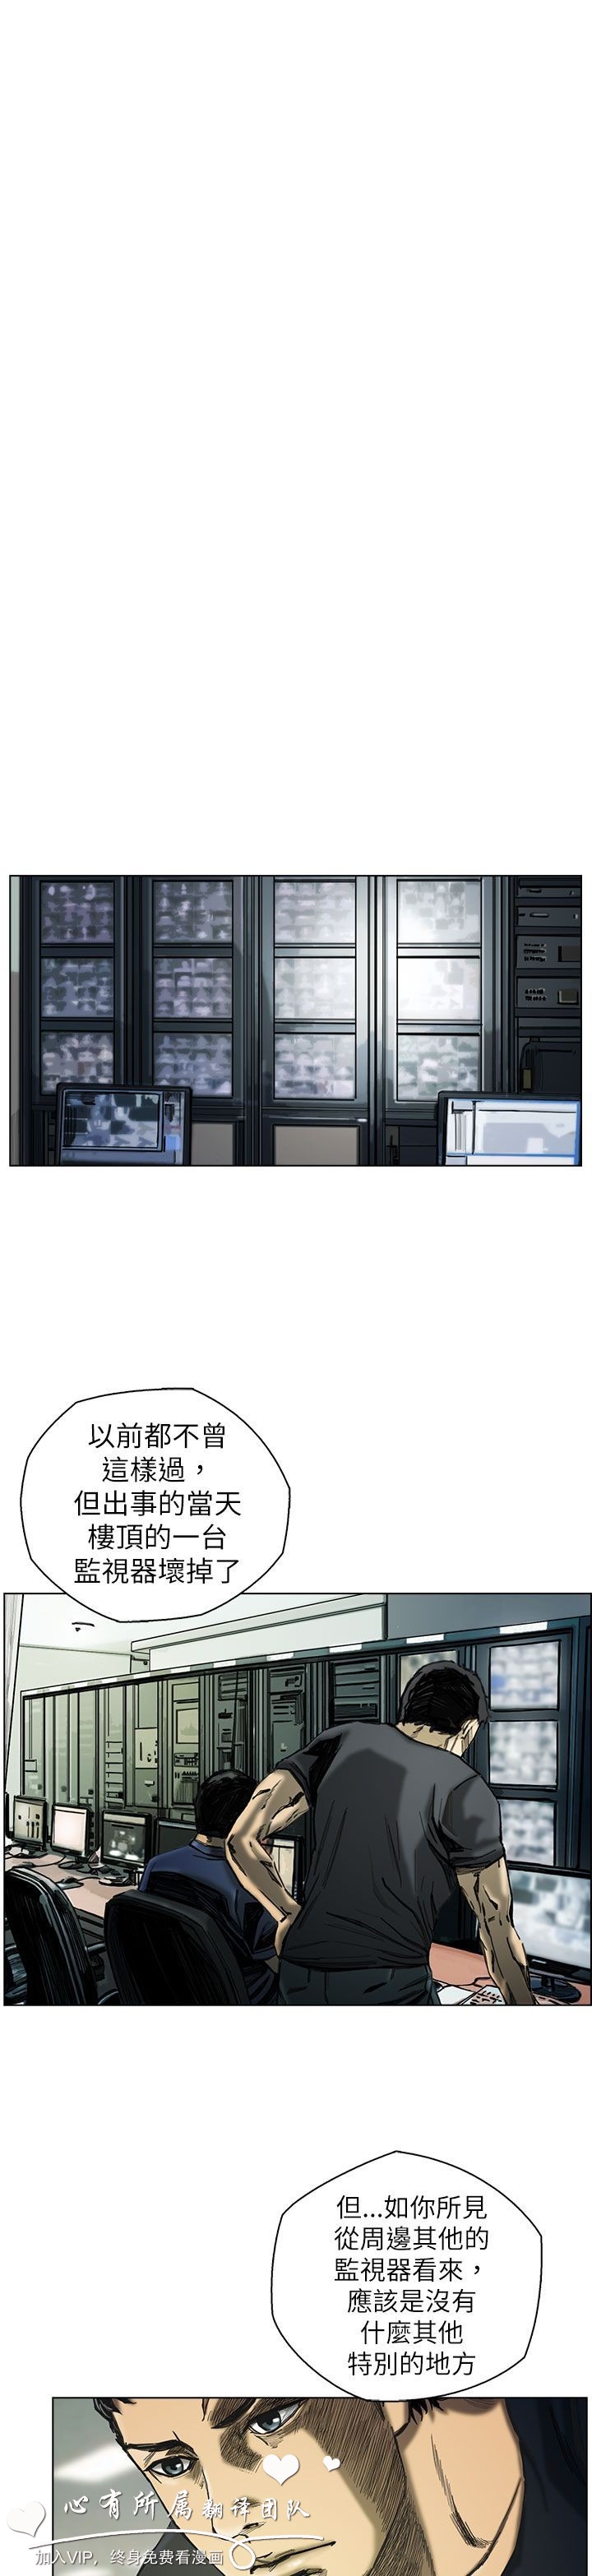 以前都不曾
這樣過，
但出事的當天
樓頂的一台
監視器壞掉了
但...如你所見
從周邊其他的
監視器看來，
應該是沒有
什麼其他
特別的地方
心有所属翻译团队
加入VIP，终身免费看漫画